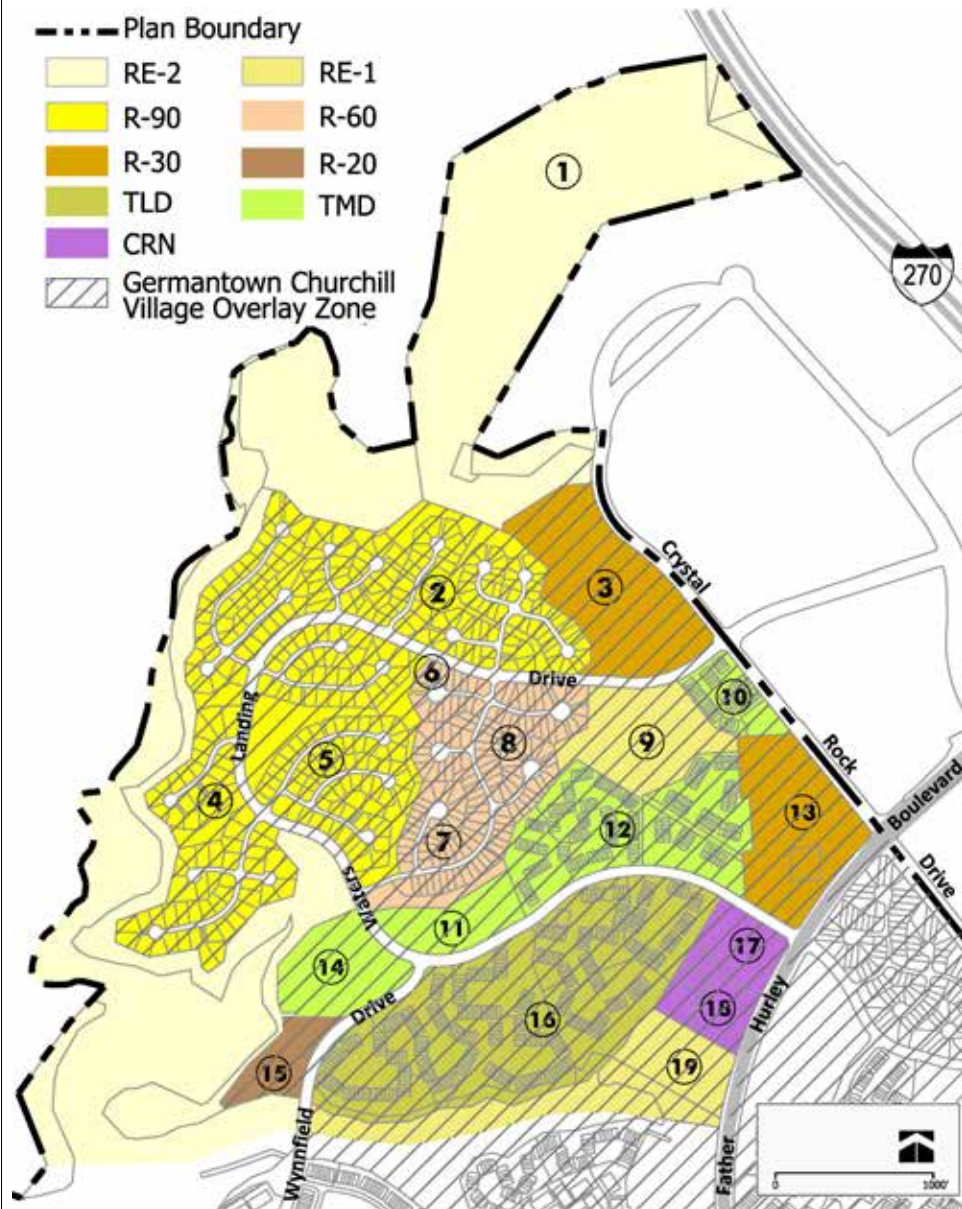 Plan Boundary
RE-2
RE-1
R-90
R-60
R-30
R-20
TLD
TMD
CRN
Germantown Churchill
Village Overlay Zone
270
1
2
3
Crystal
Rock
Drive
4
Landing
5
6
Drive
7
8
9
10
11
12
13
Boulevard
Waters
14
Drive
15
Wynnfield
16
17
18
Hurley
19
Father
0
1000'